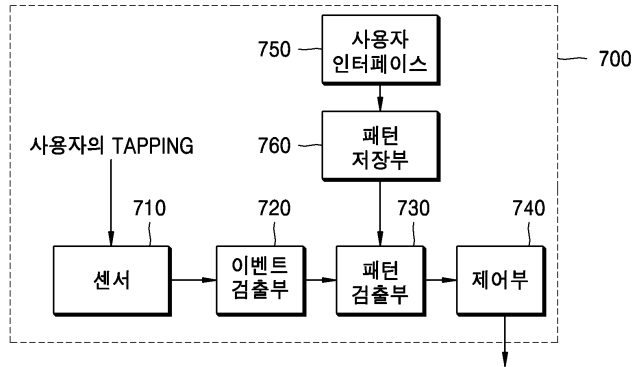 750
사용자
인터페이스
700
760
패턴
저장부
사용자의 TAPPING
710
720
730
740
센서
이벤트
검출부
패턴
검출부
제어부